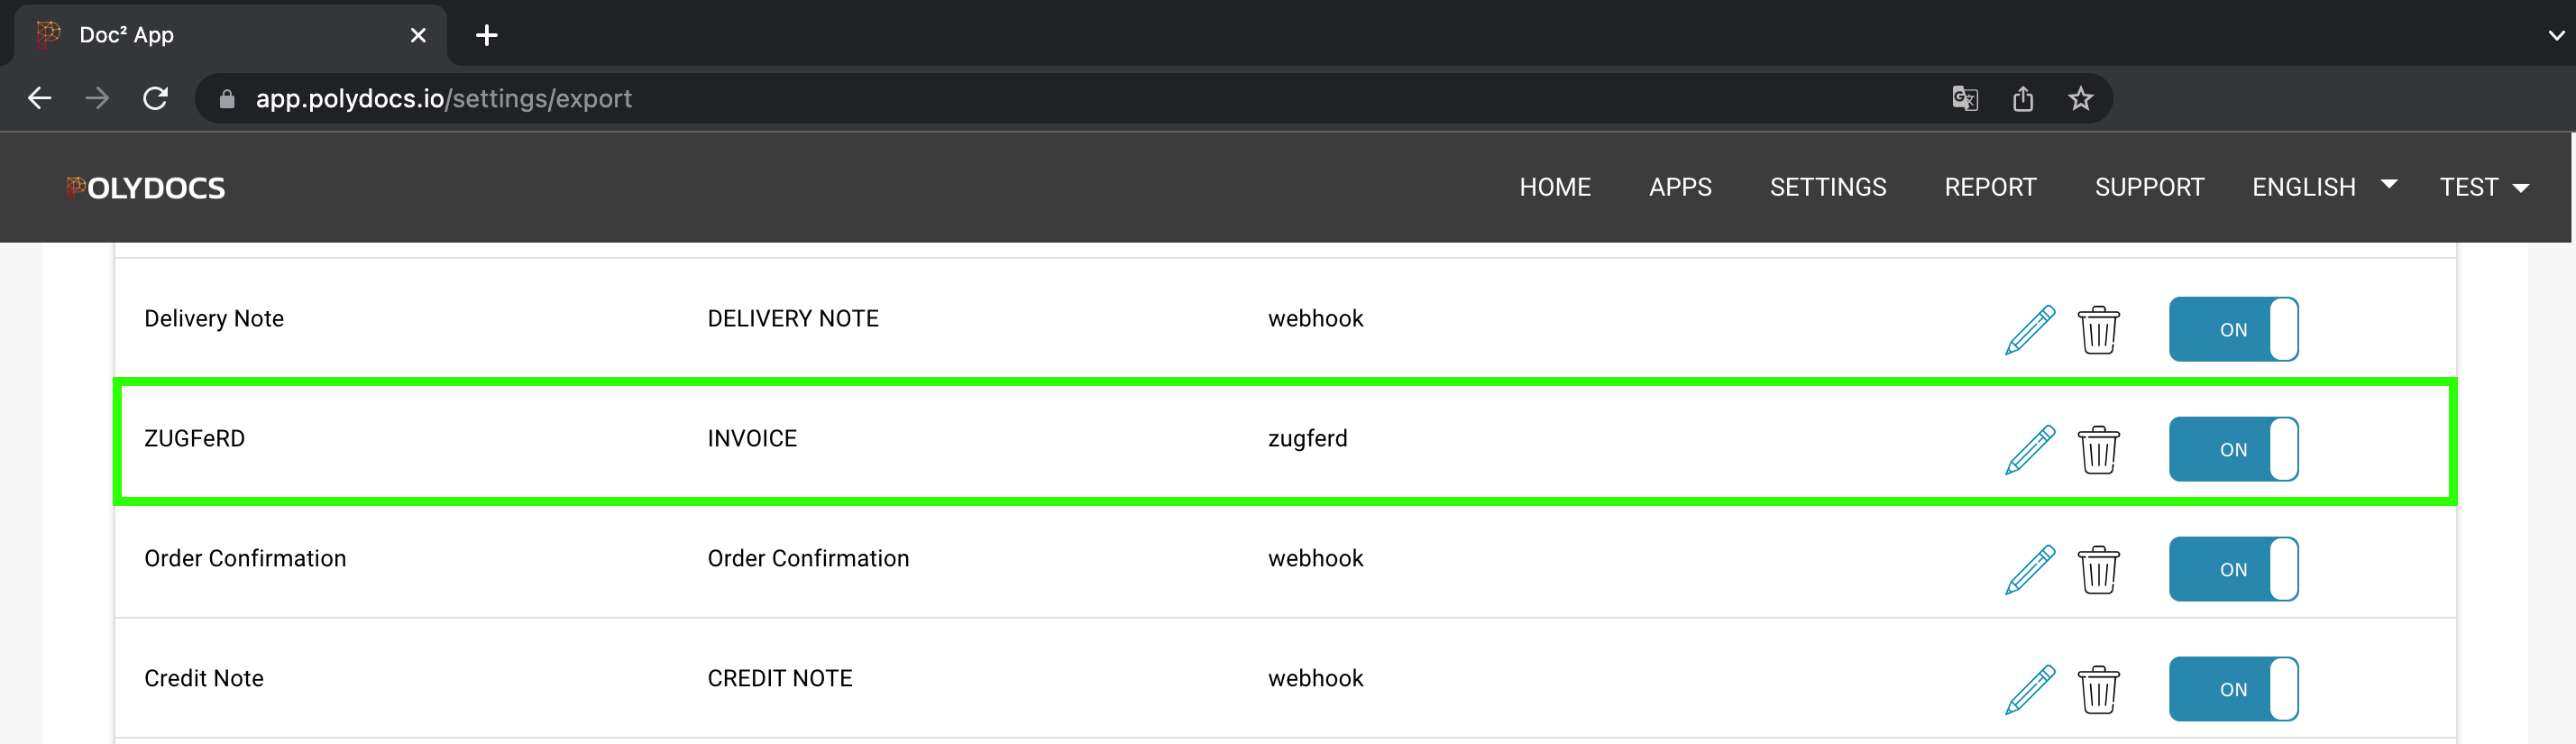 Doc² App
app.polydocs.io/settings/export
POLYDOCS HOME APPS SETTINGS REPORT SUPPORT ENGLISH TEST
Delivery Note DELIVERY NOTE webhook ON
ZUGFeRD INVOICE zugferd ON
Order Confirmation Order Confirmation webhook ON
Credit Note CREDIT NOTE webhook ON